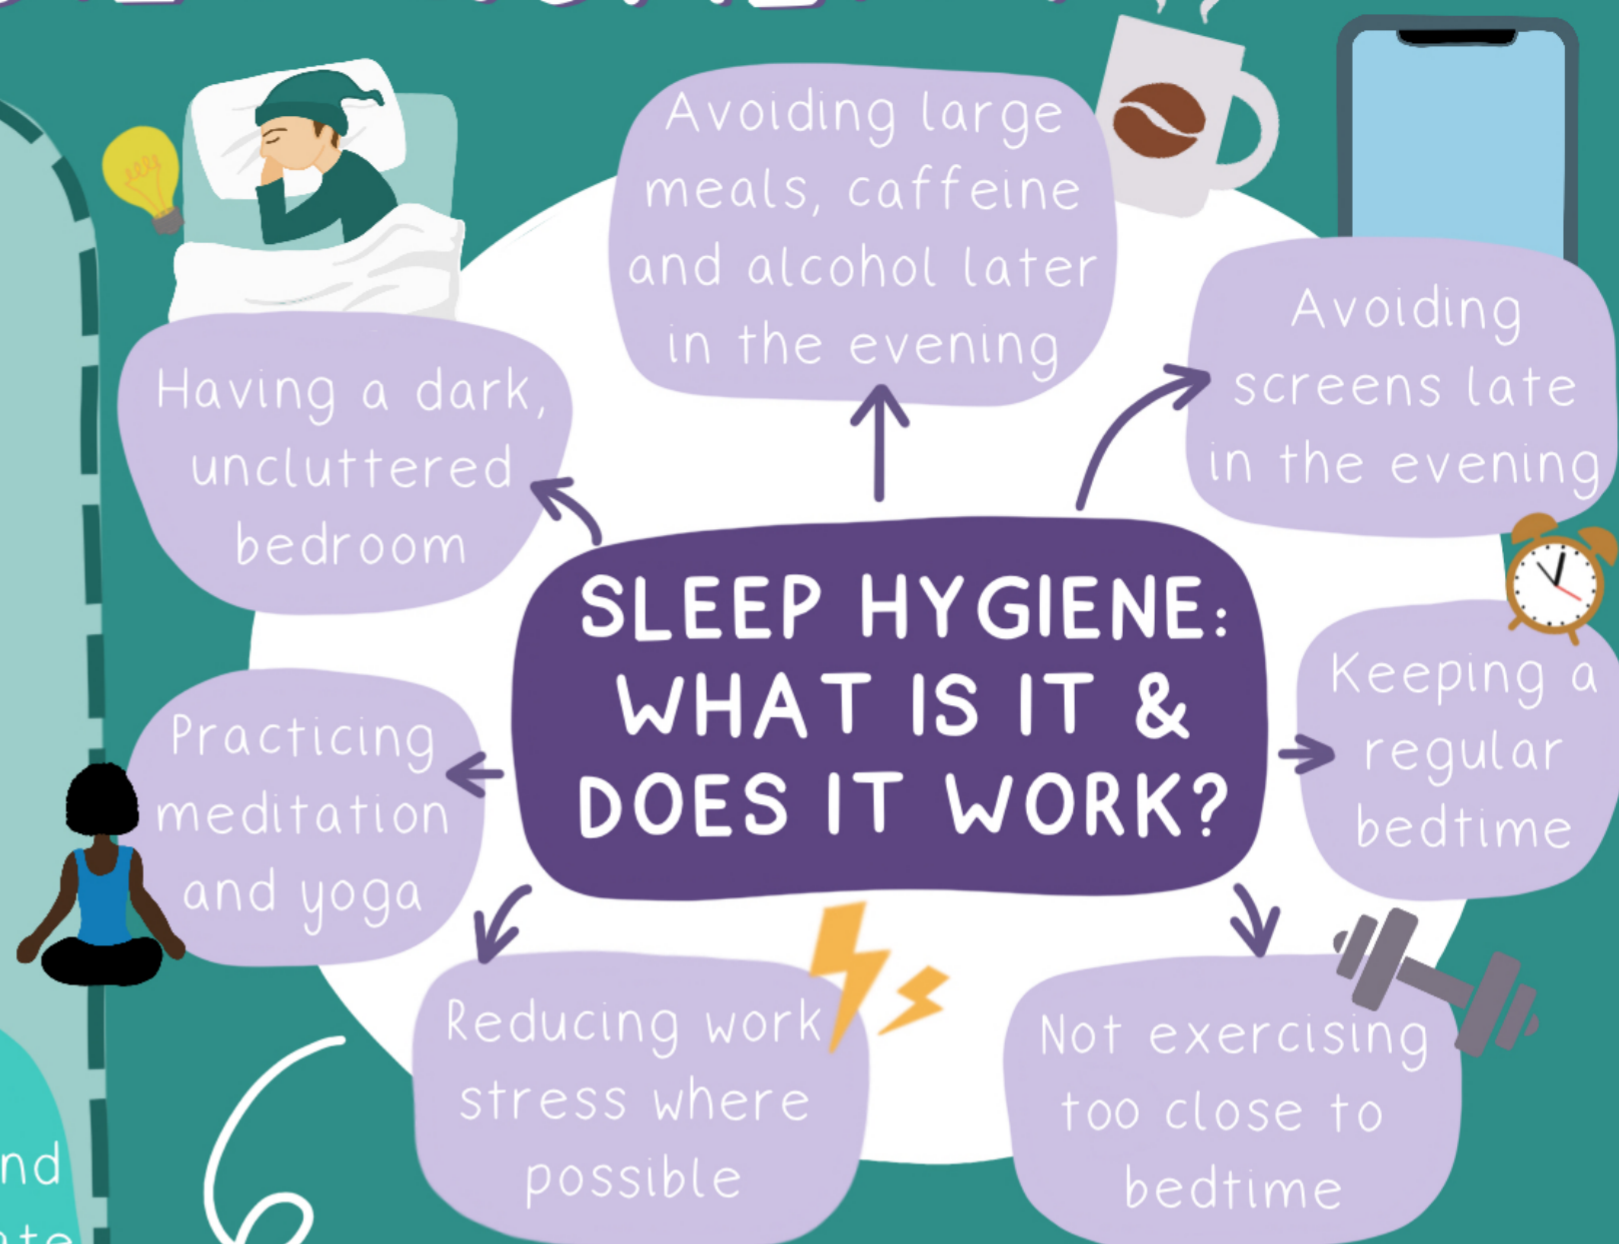 Avoiding large
meals, caffeine
and alcohol later
in the evening
Avoiding
screens late
in the evening
Having a dark,
uncluttered
bedroom
SLEEP HYGIENE:
WHAT IS IT &
DOES IT WORK?
Keeping a
regular
bedtime
Practicing
meditation
and yoga
Reducing work
stress where
possible
Not exercising
too close to
bedtime